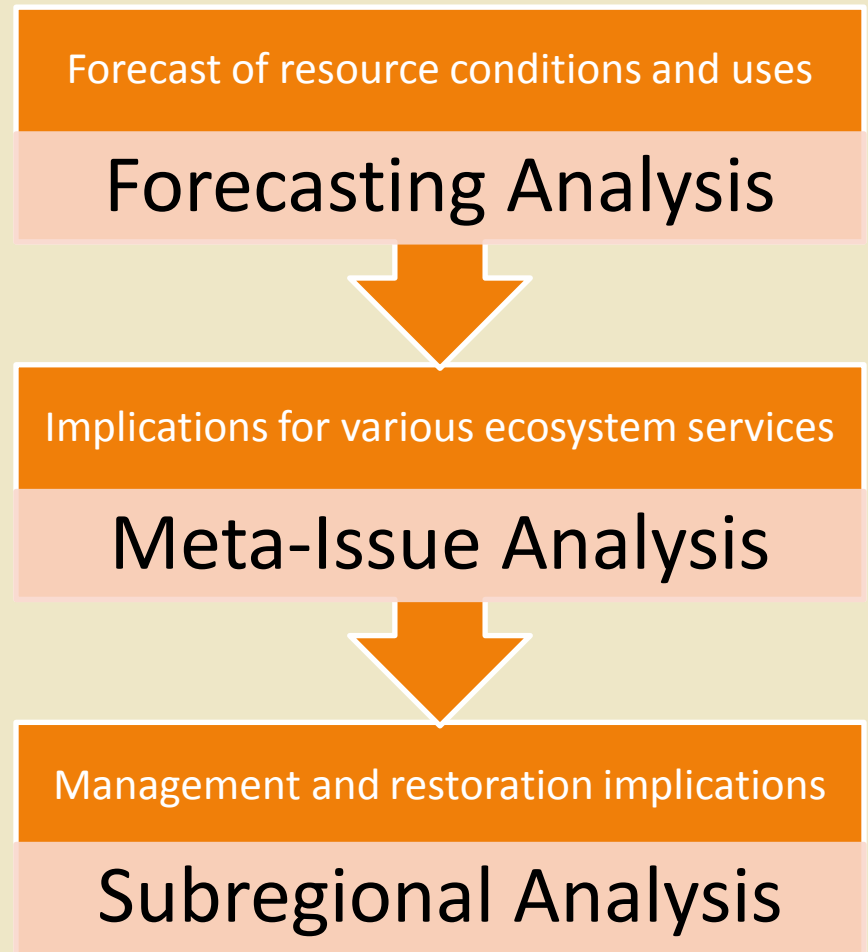 Forecast of resource conditions and uses
Forecasting Analysis
Implications for various ecosystem services
Meta-Issue Analysis
Management and restoration implications
Subregional Analysis